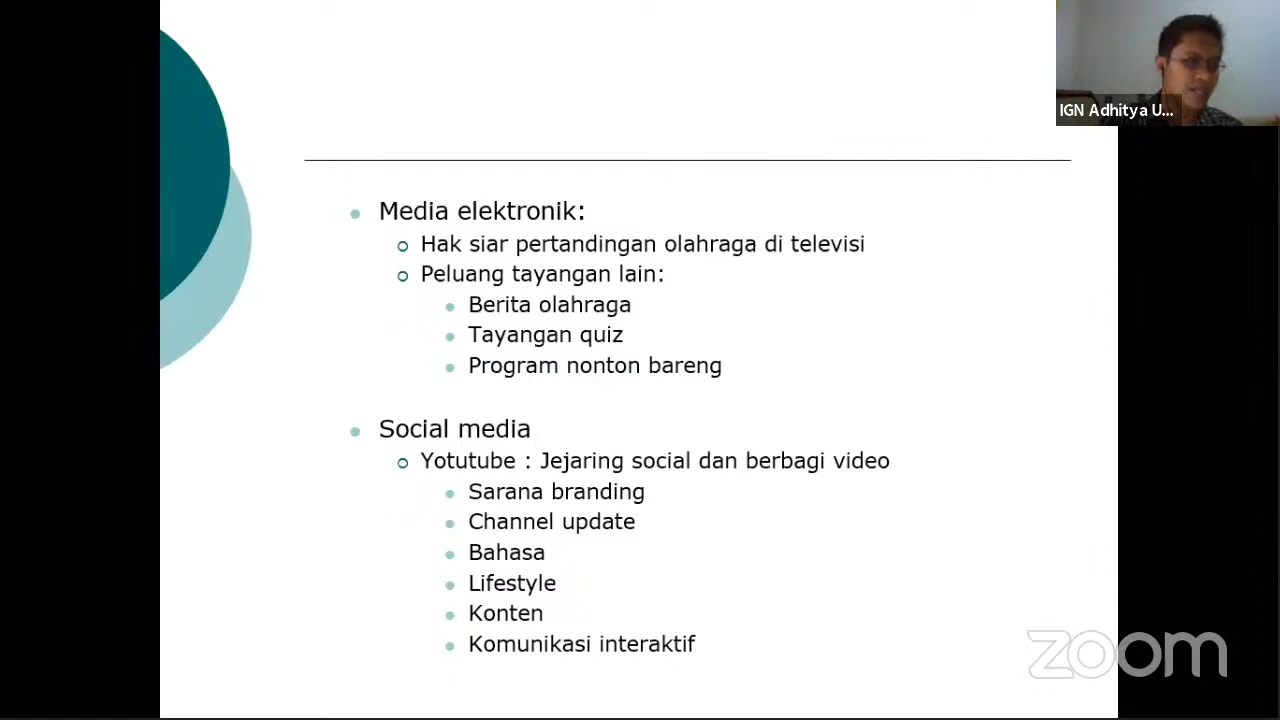 IGN Adhitya U...
Media elektronik:
Hak siar pertandingan olahraga di televisi
Peluang tayangan lain:
Berita olahraga
Tayangan quiz
Program nonton bareng
Social media
Yotutube : Jejaring social dan berbagi video
Sarana branding
Channel update
Bahasa
Lifestyle
Konten
Komunikasi interaktif
zoom